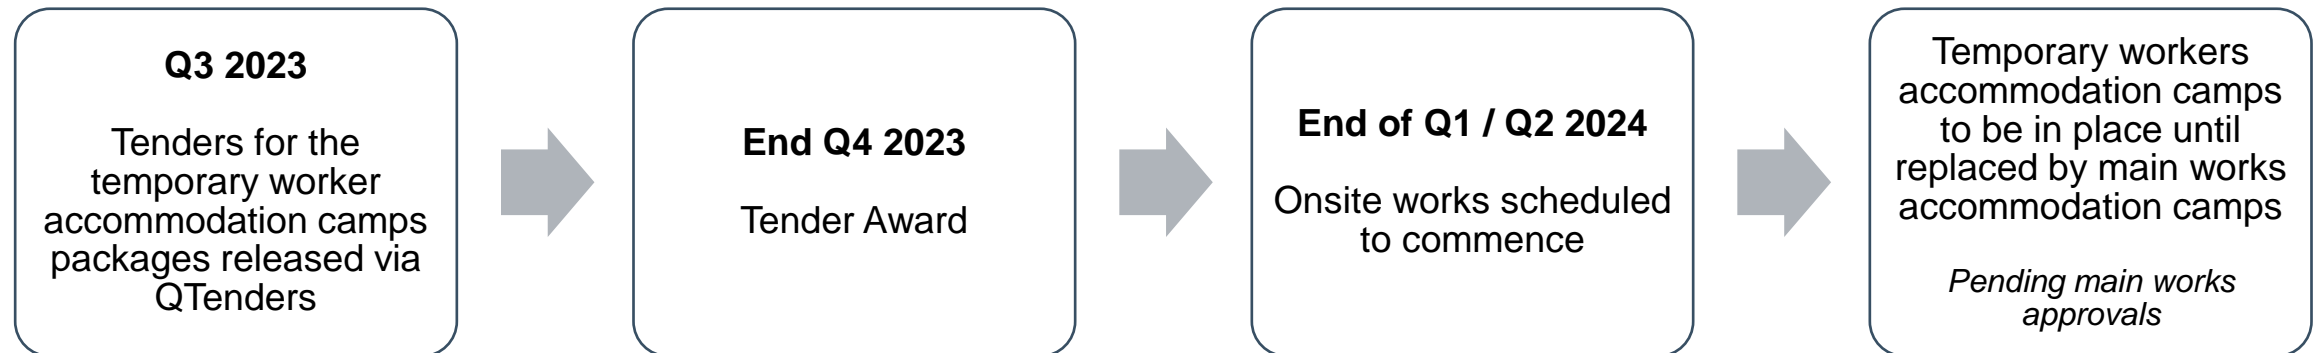 Q3 2023
Tenders for the
temporary worker
accommodation camps
packages released via
QTenders
End Q4 2023
Tender Award
End of Q1 / Q2 2024
Onsite works scheduled
to commence
Temporary workers
accommodation camps
to be in place until
replaced by main works
accommodation camps
Pending main works
approvals